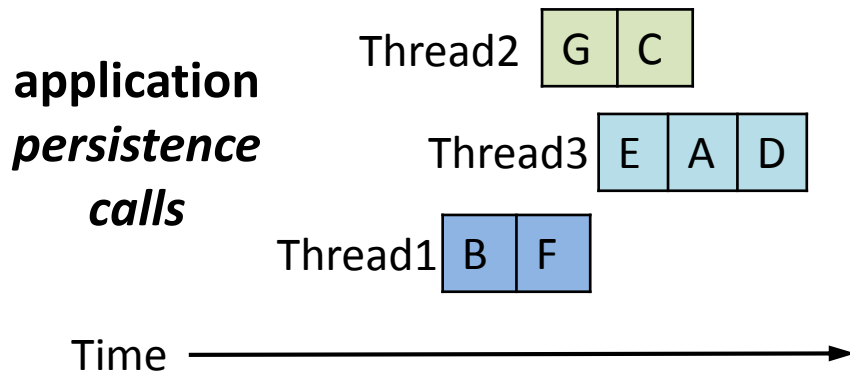 application
persistence
calls
Thread2 G C
Thread3 E A D
Thread1 B F
Time